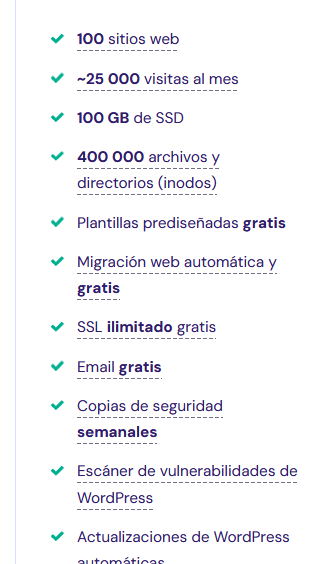 100 sitios web
~25 000 visitas al mes
100 GB de SSD
400 000 archivos y
directorios (inodos)
Plantillas prediseñadas gratis
Migración web automática y
gratis
SSL ilimitado gratis
Email gratis
Copias de seguridad
semanales
Escáner de vulnerabilidades de
WordPress
Actualizaciones de WordPress
automáticas